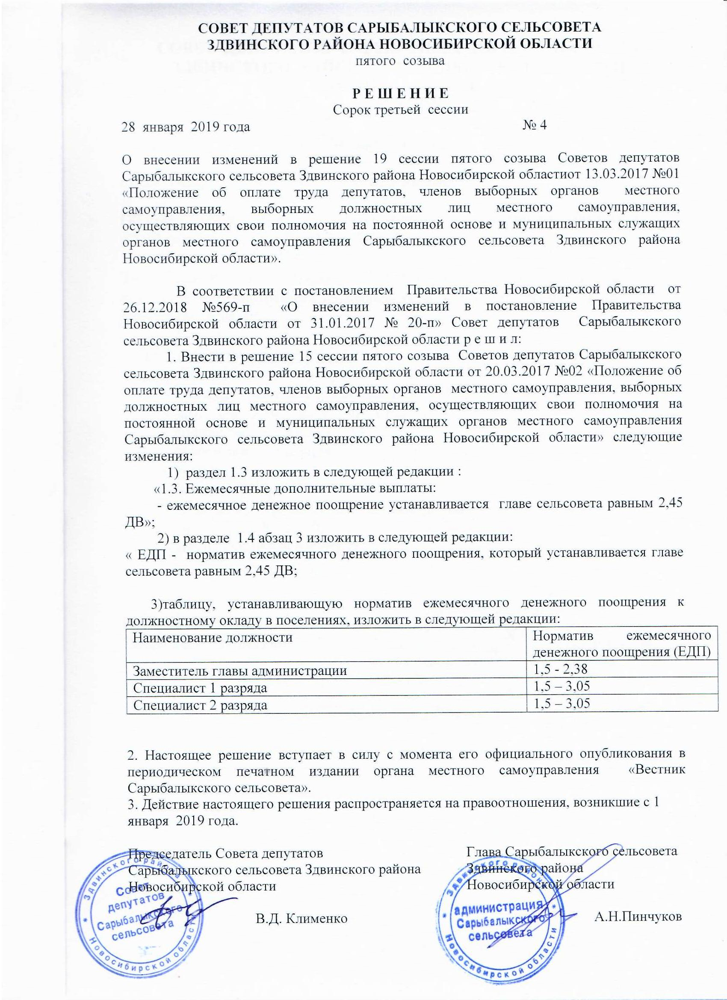 СОВЕТ ДЕПУТАТОВ САРЫБАЛЫКСКОГО СЕЛЬСОВЕТА
ЗДВИНСКОГО РАЙОНА НОВОСИБИРСКОЙ ОБЛАСТИ
пятого созыва
Р Е Ш Е Н И Е
Сорок третьей сессии
28 января 2019 года № 4
О внесении изменений в решение 19 сессии пятого созыва Советов депутатов
Сарыбалыкского сельсовета Здвинского района Новосибирской областиот 13.03.2017 №01
«Положение об оплате труда депутатов, членов выборных органов местного
самоуправления, выборных должностных лиц местного самоуправления,
осуществляющих свои полномочия на постоянной основе и муниципальных служащих
органов местного самоуправления Сарыбалыкского сельсовета Здвинского района
Новосибирской области».
В соответствии с постановлением Правительства Новосибирской области от
26.12.2018 №569-п «О внесении изменений в постановление Правительства
Новосибирской области от 31.01.2017 № 20-п» Совет депутатов Сарыбалыкского
сельсовета Здвинского района Новосибирской области р е ш и л:
1. Внести в решение 15 сессии пятого созыва Советов депутатов Сарыбалыкского
сельсовета Здвинского района Новосибирской области от 20.03.2017 №02 «Положение об
оплате труда депутатов, членов выборных органов местного самоуправления, выборных
должностных лиц местного самоуправления, осуществляющих свои полномочия на
постоянной основе и муниципальных служащих органов местного самоуправления
Сарыбалыкского сельсовета Здвинского района Новосибирской области» следующие
изменения:
1) раздел 1.3 изложить в следующей редакции :
«1.3. Ежемесячные дополнительные выплаты:
- ежемесячное денежное поощрение устанавливается главе сельсовета равным 2,45
ДВ»;
2) в разделе 1.4 абзац 3 изложить в следующей редакции:
« ЕДП - норматив ежемесячного денежного поощрения, который устанавливается главе
сельсовета равным 2,45 ДВ;
3)таблицу, устанавливающую норматив ежемесячного денежного поощрения к
должностному окладу в поселениях, изложить в следующей редакции:
Наименование должности Норматив ежемесячного
денежного поощрения (ЕДП)
Заместитель главы администрации 1,5 - 2,38
Специалист 1 разряда 1,5 – 3,05
Специалист 2 разряда 1,5 – 3,05
2. Настоящее решение вступает в силу с момента его официального опубликования в
периодическом печатном издании органа местного самоуправления «Вестник
Сарыбалыкского сельсовета».
3. Действие настоящего решения распространяется на правоотношения, возникшие с 1
января 2019 года.
Председатель Совета депутатов
Сарыбалыкского сельсовета Здвинского района
Новосибирской области
В.Д. Клименко
Глава Сарыбалыкского сельсовета
Здвинского района
Новосибирской области
А.Н.Пинчуков
Здвинского района
* Новосибирской области *
Совет
депутатов
Сарыбалыкского
сельсовета
Здвинского района
* Новосибирской области *
администрация
Сарыбалыкского
сельсовета